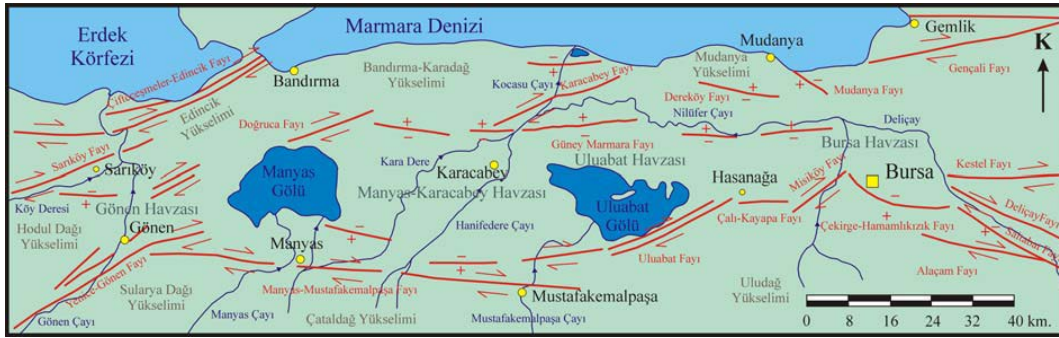 Erdek
Körfezi
Marmara Denizi
Gemlik
K
Çifteçeşmeler-Edincik Fayı
Edincik
Yükselimi
Bandırma
Bandırma-Karadağ
Yükselimi
Kocasu Çayı
Karacabey Fayı
Mudanya
Mudanya
Yükselimi
Gençali Fayı
Mudanya Fayı
Dereköy Fayı
Nilüfer Çayı
Deliçay
Doğruca Fayı
Sarıköy Fayı
Sarıköy
Kara Dere
Karacabey
Güney Marmara Fayı
Uluabat Havzası
Bursa Havzası
Kestel Fayı
Manyas
Gölü
Manyas-Karacabey Havzası
Hasanağa
Misiköy Fayı
Bursa
Köy Deresi
Gönen Havzası
Hodul Dağı
Yükselimi
Gönen
Hanifedere Çayı
Uluabat
Gölü
Çalı-Kayapa Fayı
Çekirge-Hamamlıkızık Fayı
DeliçayFayı
Manyas
Uluabat Fayı
Alaçam Fayı
Yenice-Gönen Fayı
Sularya Dağı
Yükselimi
Manyas-Mustafakemalpaşa Fayı
Mustafakemalpaşa
Uludağ
Yükselimi
Gönen Çayı
Manyas Çayı
Çataldağ Yükselimi
Mustafakemalpaşa Çayı
0 8 16 24 32 40 km.